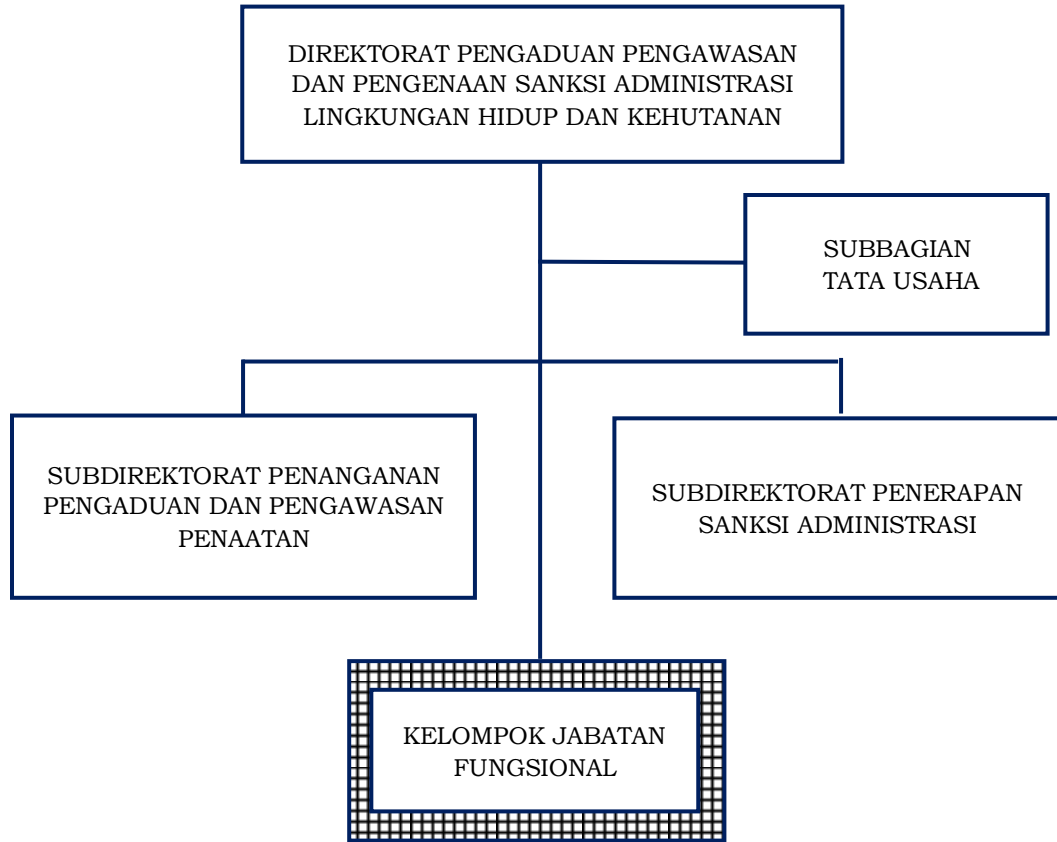 DIREKTORAT PENGADUAN PENGAWASAN
DAN PENGENAAN SANKSI ADMINISTRASI
LINGKUNGAN HIDUP DAN KEHUTANAN
SUBBAGIAN
TATA USAHA
SUBDIREKTORAT PENANGANAN
PENGADUAN DAN PENGAWASAN
PENAATAN
SUBDIREKTORAT PENERAPAN
SANKSI ADMINISTRASI
KELOMPOK JABATAN
FUNGSIONAL